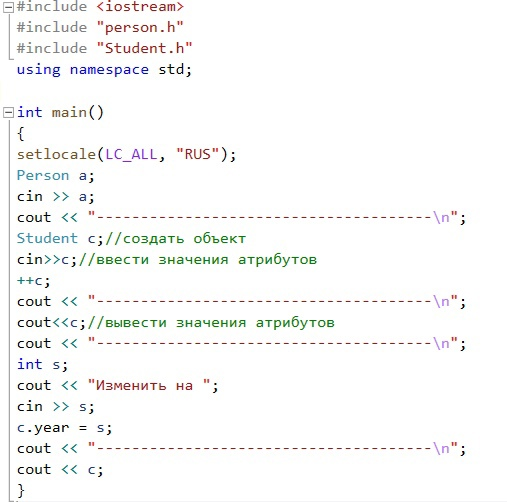 #include <iostream>
#include "person.h"
#include "Student.h"
using namespace std;
int main()
{
setlocale(LC_ALL, "RUS");
Person a;
cin >> a;
cout << "-------------------------------------\n";
Student c;//создать объект
cin>>c;//ввести значения атрибутов
++c;
cout << "-------------------------------------\n";
cout<<c;//вывести значения атрибутов
cout << "-------------------------------------\n";
int s;
cout << "Изменить на ";
cin >> s;
c.year = s;
cout << "-------------------------------------\n";
cout << c;
}